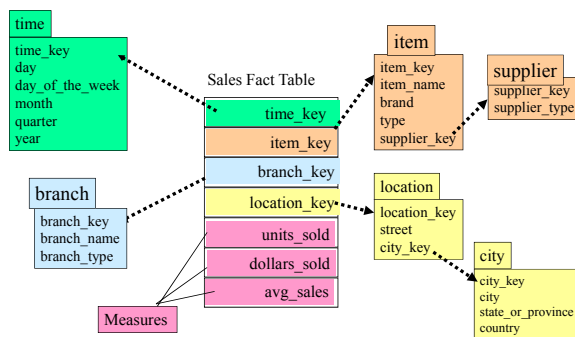 time
time_key
day
day_of_the_week
month
quarter
year
Sales Fact Table
time_key
item_key
branch_key
location_key
units_sold
dollars_sold
avg_sales
Measures
branch
branch_key
branch_name
branch_type
item
item_key
item_name
brand
type
supplier_key
supplier
supplier_key
supplier_type
location
location_key
street
city_key
city
city_key
city
state_or_province
country